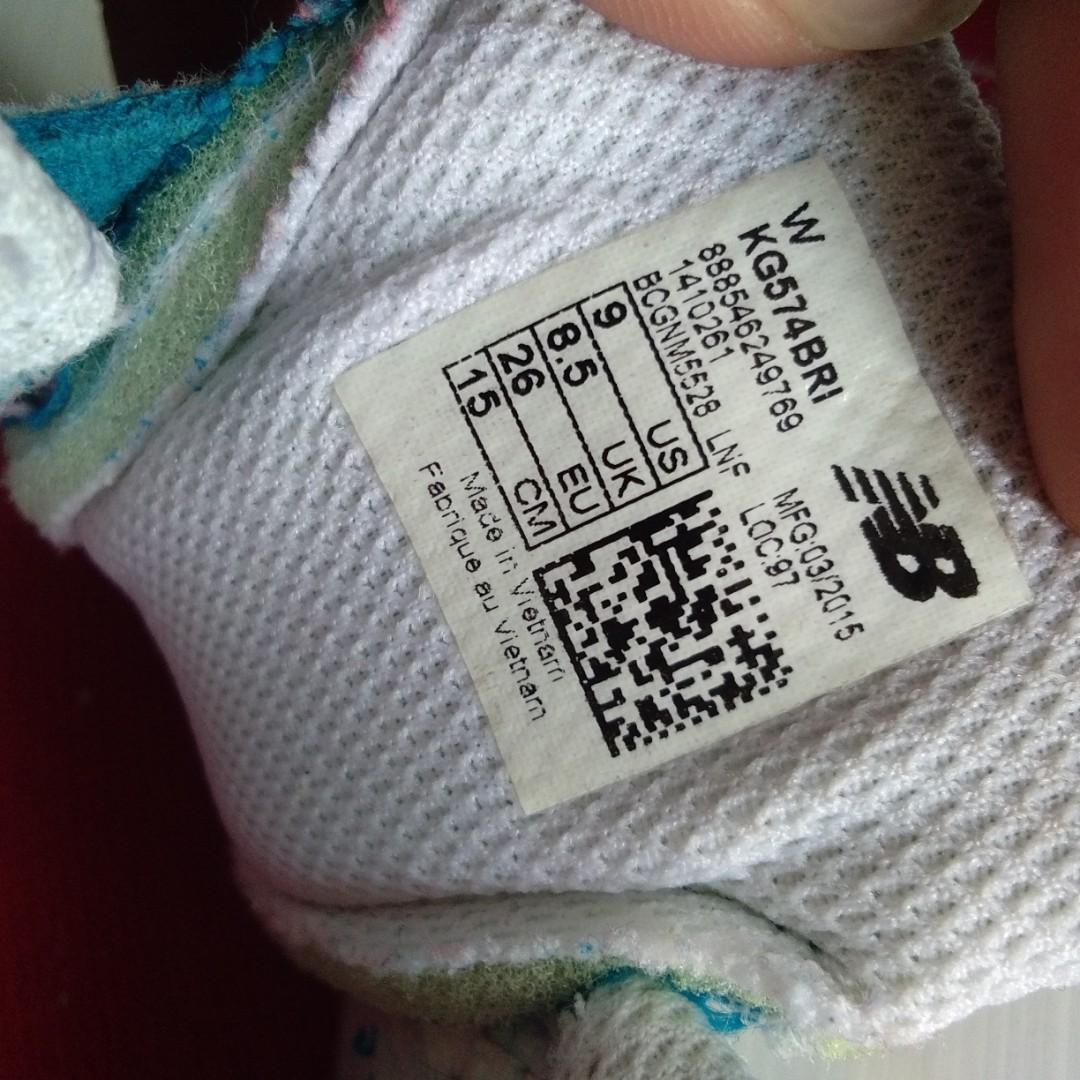 W
KG574BRI
888546249769
1410261
BCGNM5528 LNF
MFG:03/2015
LOC:97
NB
9 US
8.5 UK
26 EU
15 CM
Made in Vietnam
Fabrique au Vietnam